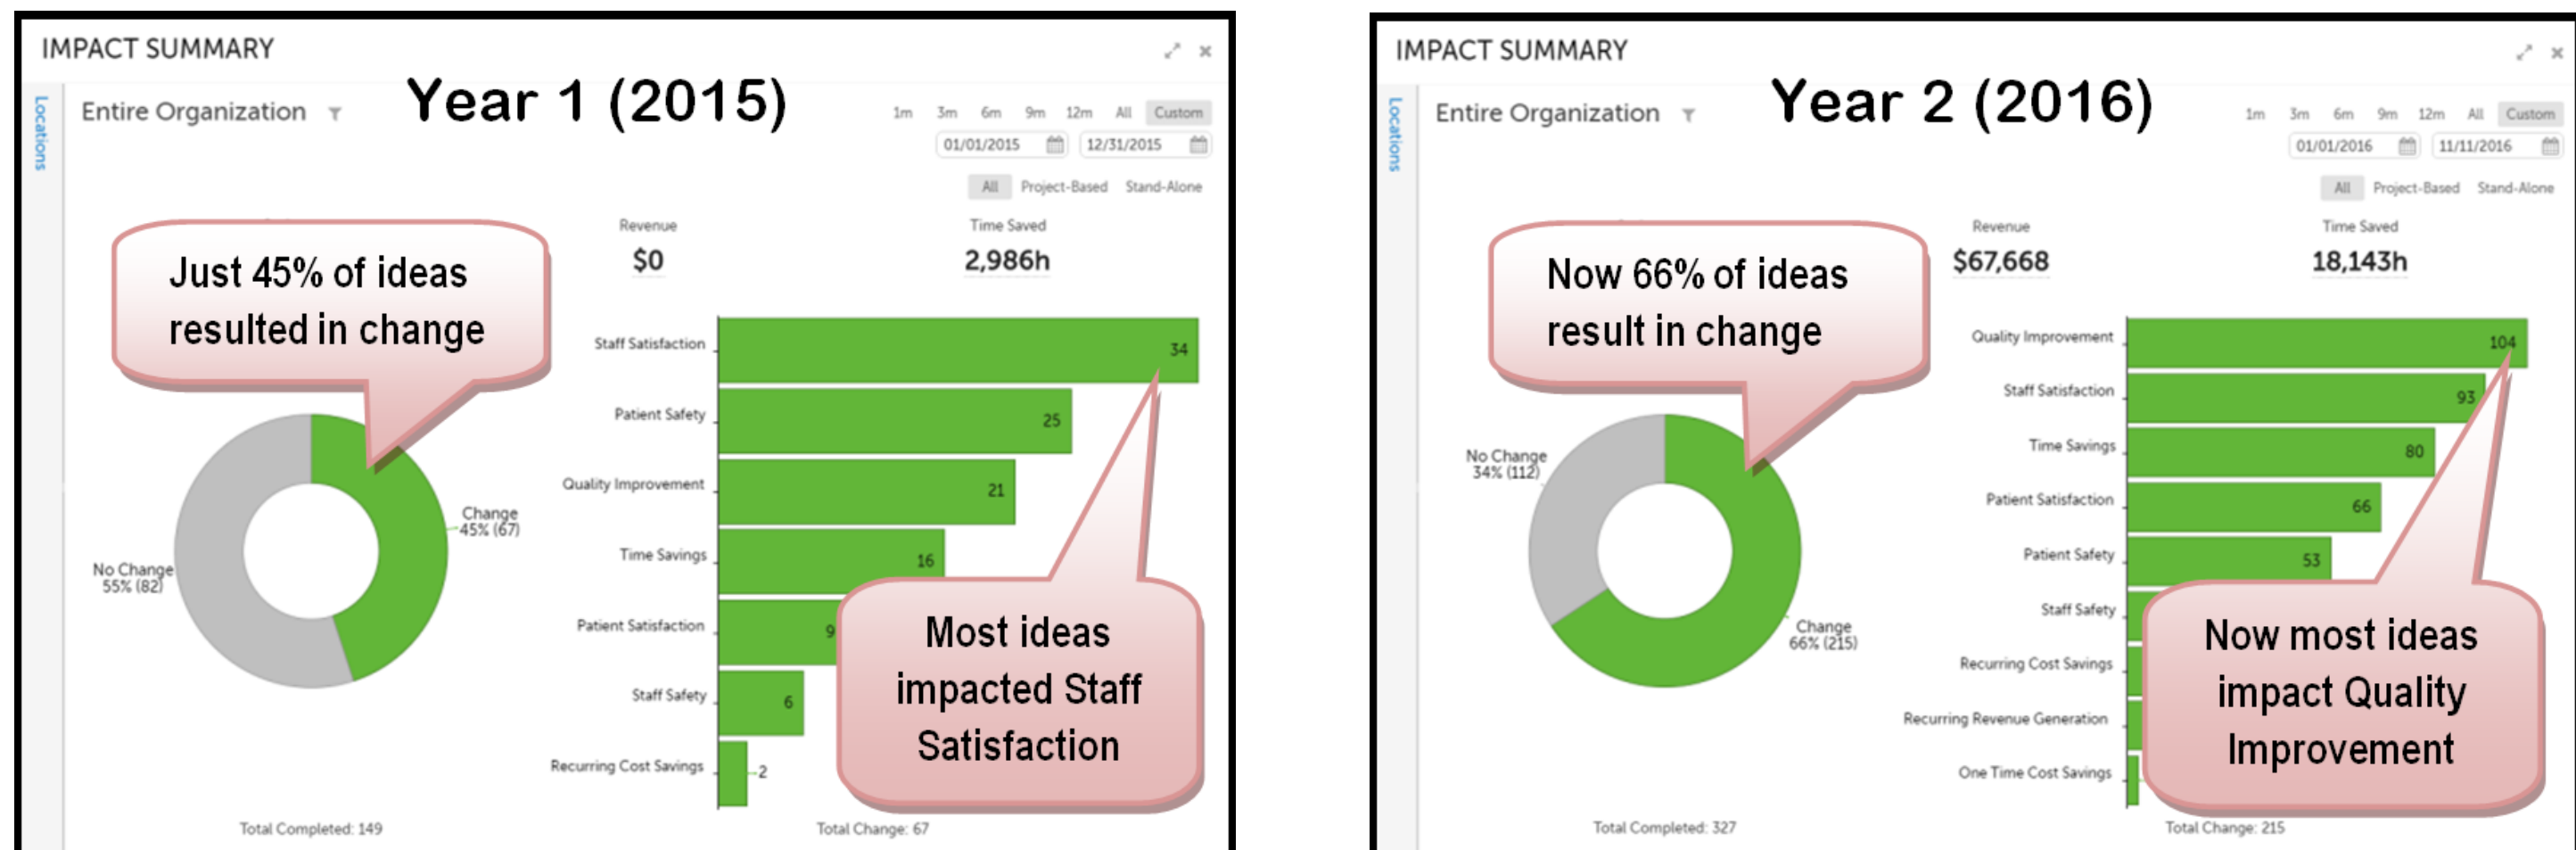 IMPACT SUMMARY
Locations
Entire Organization
Year 1 (2015)
1m 3m 6m 9m 12m All Custom
01/01/2015
12/31/2015
All Project-Based Stand-Alone
Just 45% of ideas
resulted in change
Revenue
$0
Time Saved
2,986h
No Change
55% (82)
Change
45% (67)
Total Completed: 149
Staff Satisfaction 34
Patient Safety 25
Quality Improvement 21
Time Savings 16
Patient Satisfaction 9
Staff Safety 6
Recurring Cost Savings 2
Most ideas
impacted Staff
Satisfaction
Total Change: 67
IMPACT SUMMARY
Locations
Entire Organization
Year 2 (2016)
1m 3m 6m 9m 12m All Custom
01/01/2016
11/11/2016
All Project-Based Stand-Alone
Now 66% of ideas
result in change
Revenue
$67,668
Time Saved
18,143h
No Change
34% (112)
Change
66% (215)
Total Completed: 327
Quality Improvement 104
Staff Satisfaction 93
Time Savings 80
Patient Satisfaction 66
Patient Safety 53
Staff Safety
Recurring Cost Savings
Recurring Revenue Generation
One Time Cost Savings
Now most ideas
impact Quality
Improvement
Total Change: 215